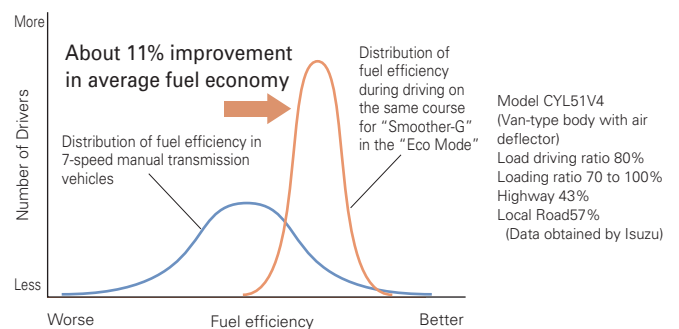 More
About 11% improvement
in average fuel economy
Distribution of
fuel efficiency
during driving on
the same course
for “Smoother-G”
in the “Eco Mode”
Model CYL51V4
(Van-type body with air
deflector)
Load driving ratio 80%
Loading ratio 70 to 100%
Highway 43%
Local Road57%
(Data obtained by Isuzu)
Number of Drivers
Distribution of fuel efficiency in
7-speed manual transmission
vehicles
Less
Worse
Fuel efficiency
Better